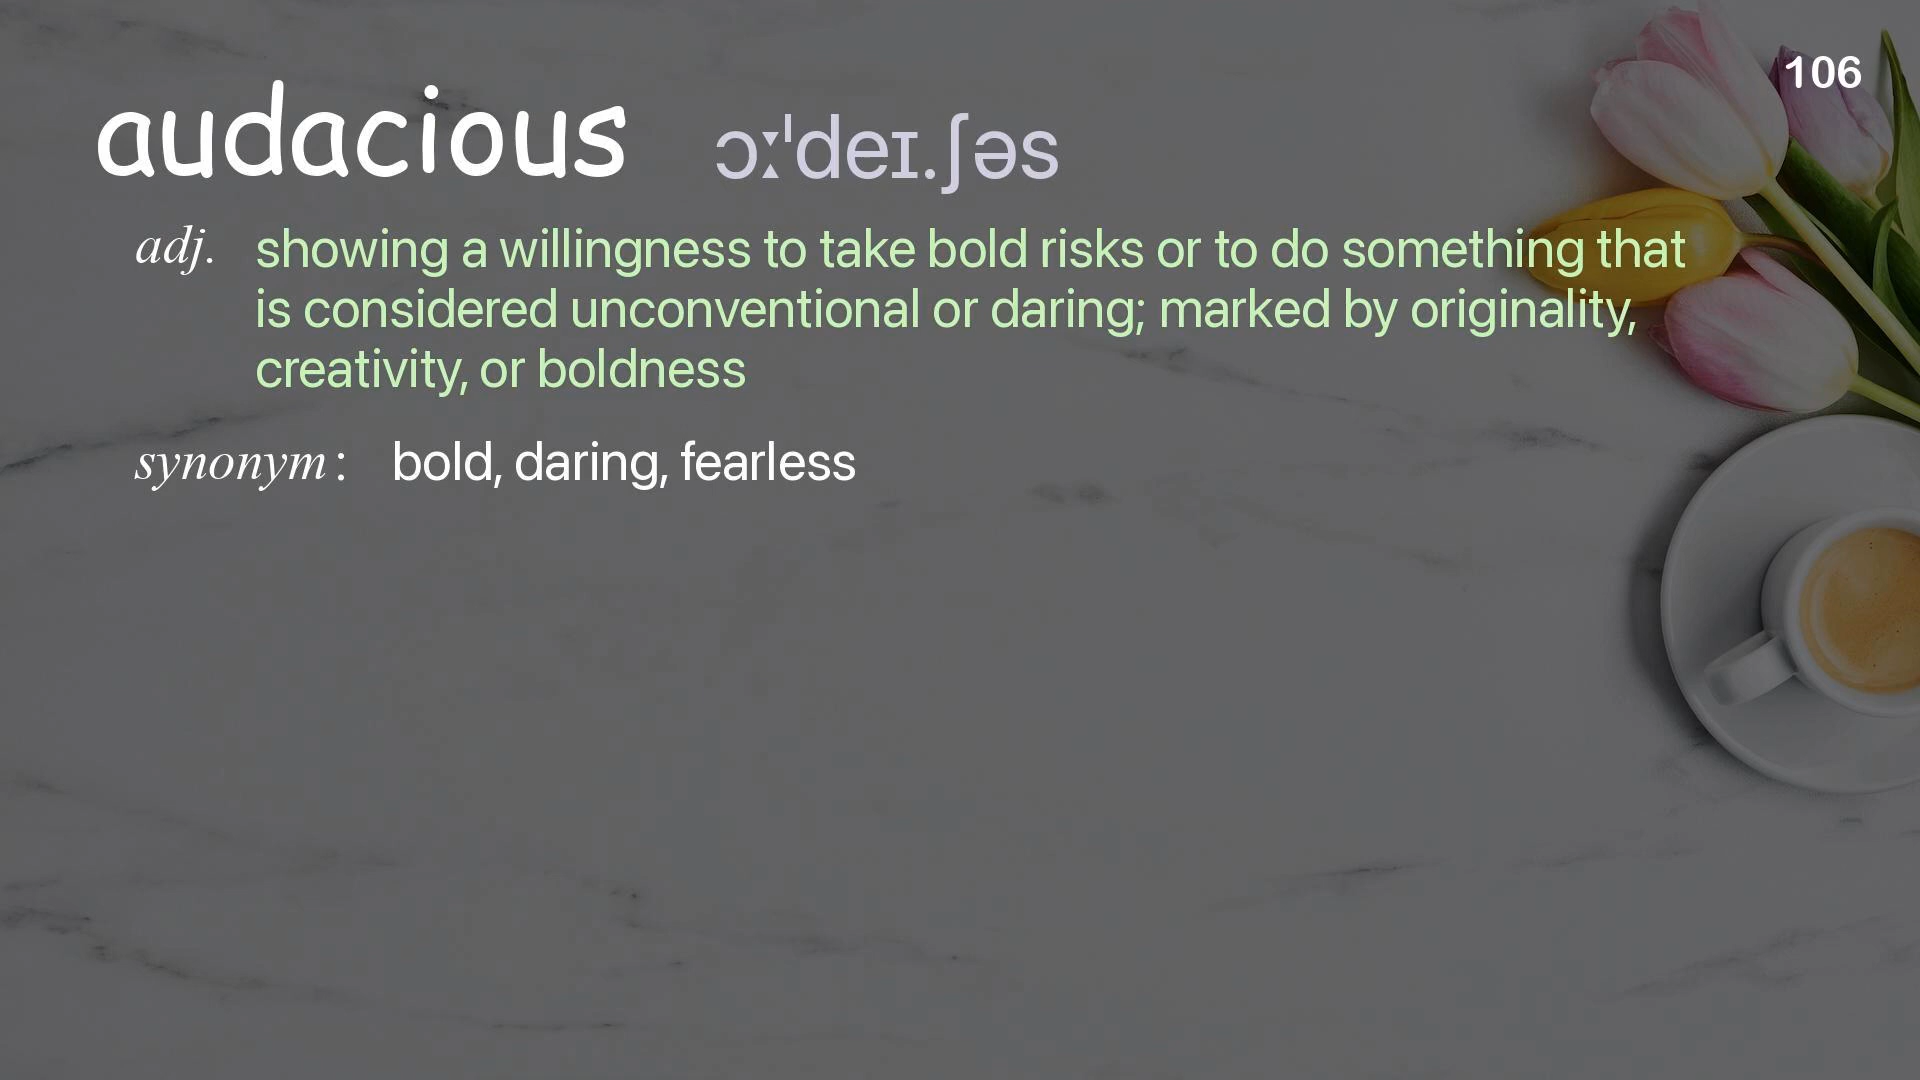 106
audacious ɔːˈdeɪ.ʃəs
adj. showing a willingness to take bold risks or to do something that
is considered unconventional or daring; marked by originality,
creativity, or boldness
synonym: bold, daring, fearless